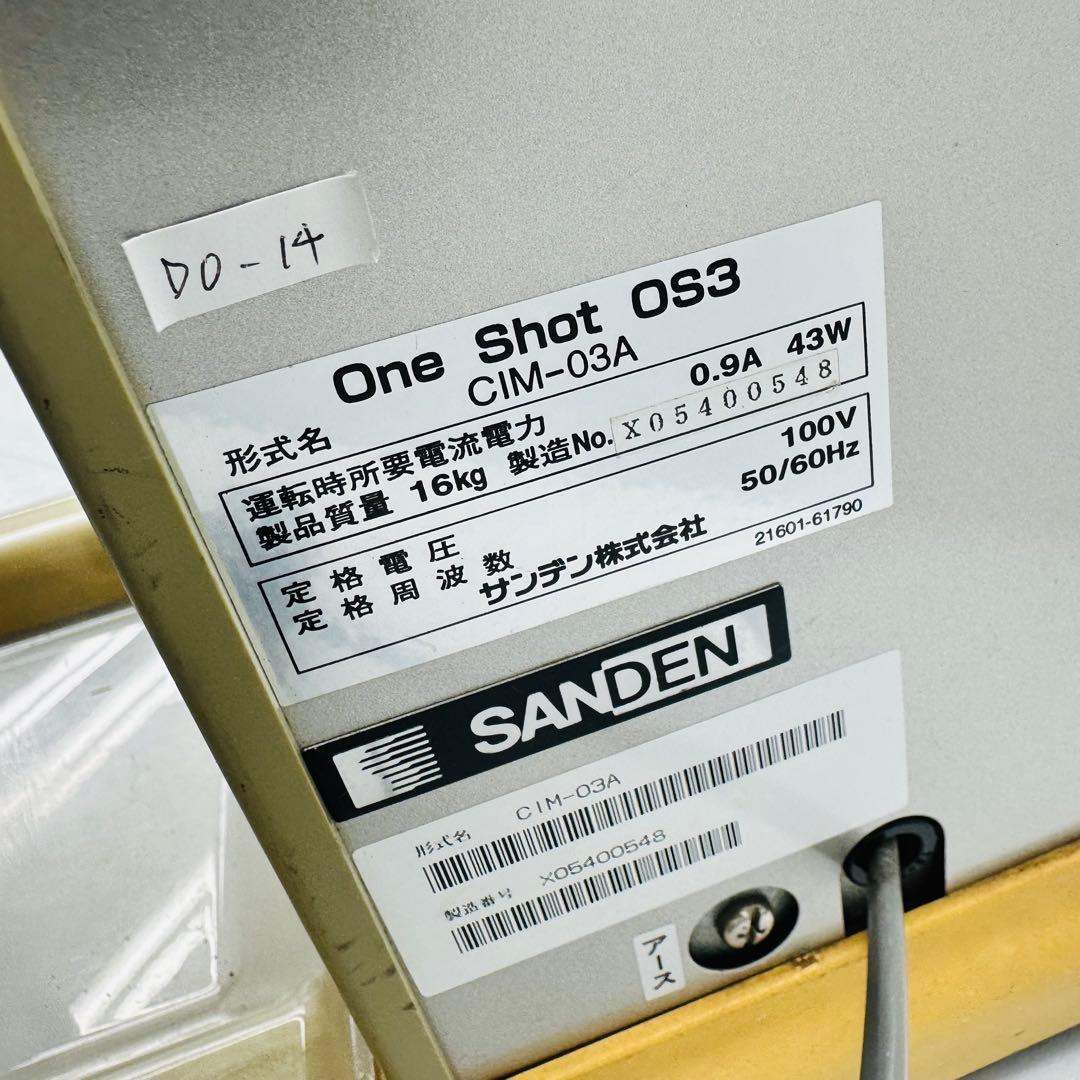 DO-14
One Shot OS3
形式名 CIM-03A
運転時所要電流電力 0.9A 43W
製品質量 16kg 製造No. X05400548
定格電圧 100V
定格周波数 50/60Hz
サンデン株式会社 21601-61790
SANDEN
形式名 CIM-03A
製造番号 X05400548
アース